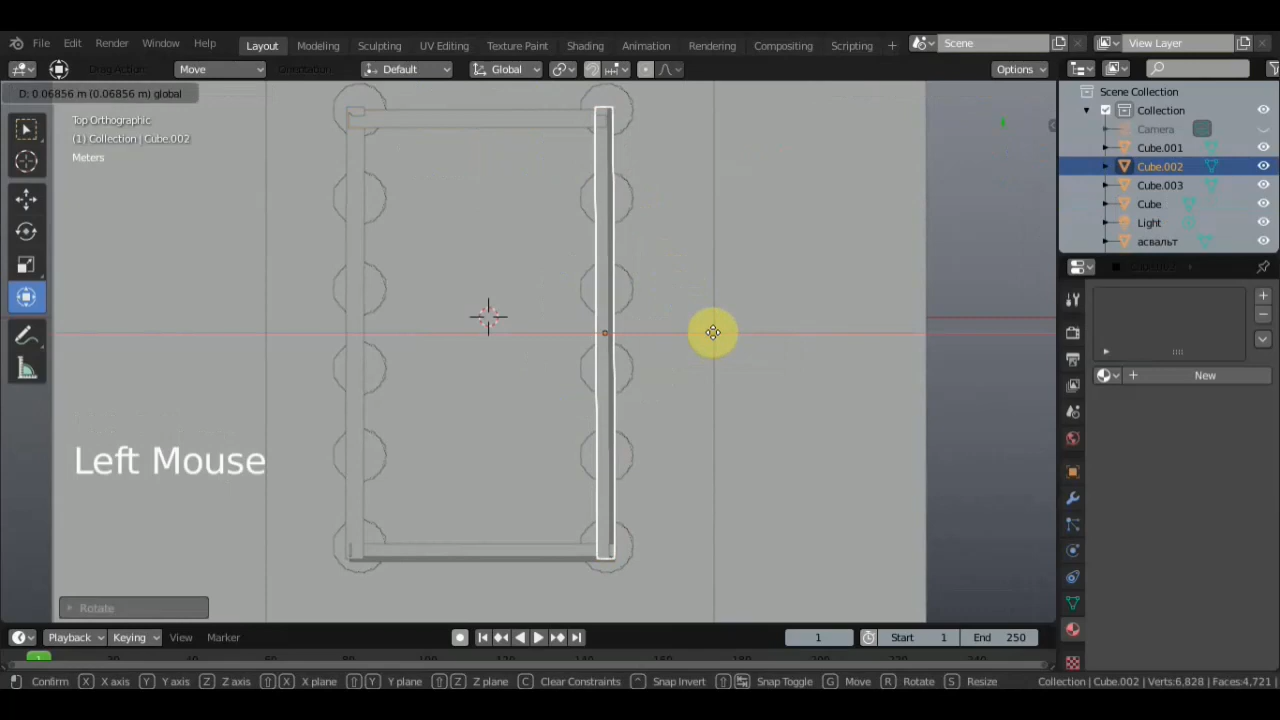 File Edit Render Window Help Layout Modeling Sculpting UV Editing Texture Paint Shading Animation Rendering Compositing Scripting + Scene View Layer
Drag Action: Move Orientation: Default Global Options
D: 0.06856 m (0.06856 m) global
Top Orthographic
(1) Collection | Cube.002
Meters
Scene Collection
Collection
Camera
Cube.001
Cube.002
Cube.003
Cube
Light
асвальт
New
Left Mouse
Rotate
Playback Keying View Marker 1 Start 1 End 250
1
Confirm X X axis Y Y axis Z Z axis X X plane Y Y plane Z Z plane C Clear Constraints Snap Invert Snap Toggle G Move R Rotate S Resize Collection | Cube.002 | Verts:6,828 | Faces:4,721